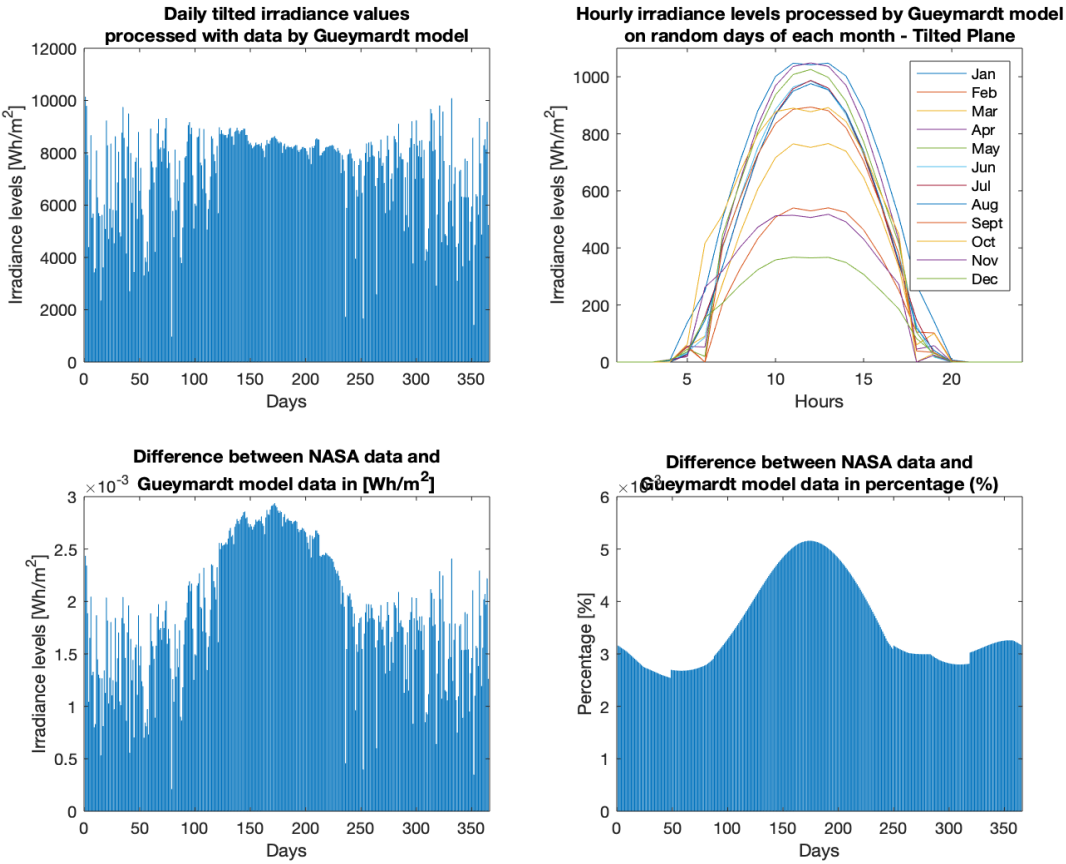 Daily tilted irradiance values
processed with data by Gueymardt model
12000
10000
8000
6000
4000
2000
0
Irradiance levels [Wh/m²]
0 50 100 150 200 250 300 350
Days
Hourly irradiance levels processed by Gueymardt model
on random days of each month - Tilted Plane
1000
800
600
400
200
0
Irradiance levels [Wh/m²]
5 10 15 20
Hours
Jan
Feb
Mar
Apr
May
Jun
Jul
Aug
Sept
Oct
Nov
Dec
Difference between NASA data and
Gueymardt model data in [Wh/m²]
×10⁻³
3
2.5
2
1.5
1
0.5
0
Irradiance levels [Wh/m²]
0 50 100 150 200 250 300 350
Days
Difference between NASA data and
Gueymardt model data in percentage (%)
6
5
4
3
2
1
0
Percentage [%]
0 50 100 150 200 250 300 350
Days